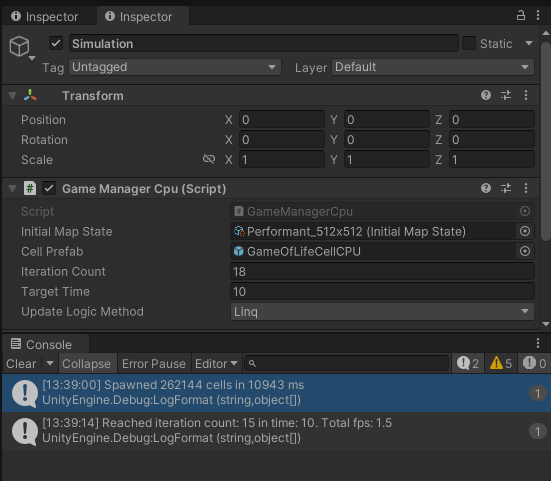 Inspector Inspector
Simulation Static
Tag Untagged Layer Default
Transform
Position X 0 Y 0 Z 0
Rotation X 0 Y 0 Z 0
Scale X 1 Y 1 Z 1
# Game Manager Cpu (Script)
Script # GameManagerCpu
Initial Map State Performant_512x512 (Initial Map State)
Cell Prefab GameOfLifeCellCPU
Iteration Count 18
Target Time 10
Update Logic Method Linq
Console
Clear Collapse Error Pause Editor 2 5 0
[13:39:00] Spawned 262144 cells in 10943 ms
UnityEngine.Debug:LogFormat (string,object[]) 1
[13:39:14] Reached iteration count: 15 in time: 10. Total fps: 1.5
UnityEngine.Debug:LogFormat (string,object[]) 1